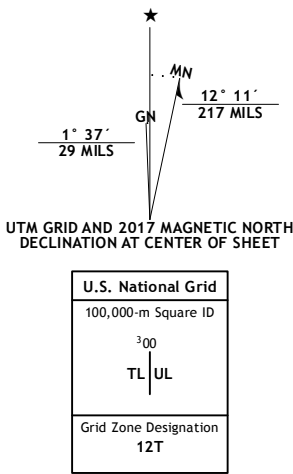 ★
MN
GN
12° 11´
217 MILS
1° 37´
29 MILS
UTM GRID AND 2017 MAGNETIC NORTH
DECLINATION AT CENTER OF SHEET
U.S. National Grid
100,000-m Square ID
³00
TL UL
Grid Zone Designation
12T